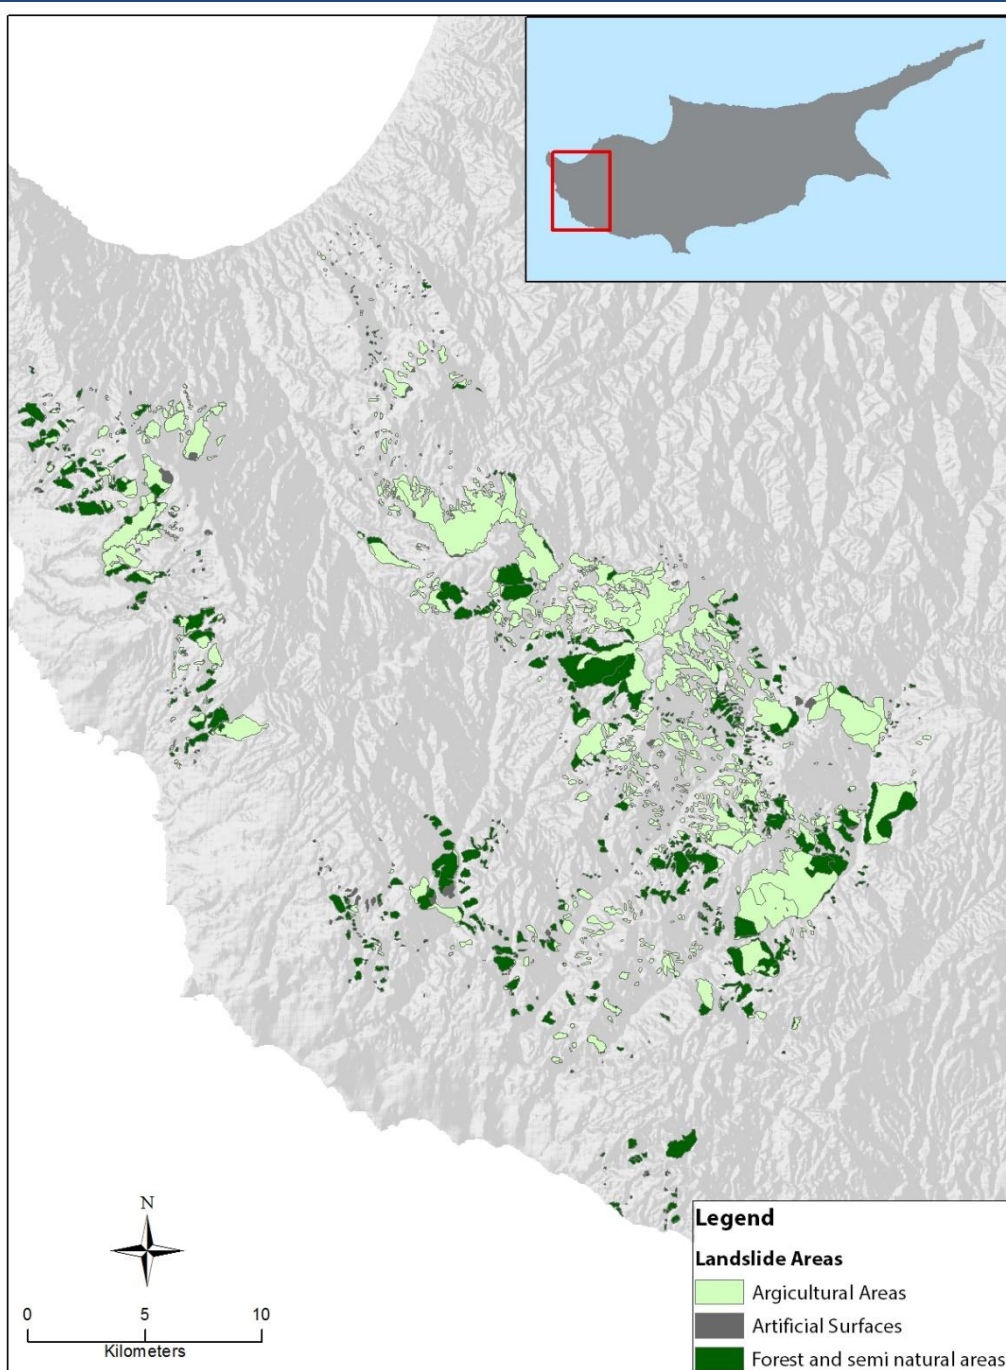 N
0 5 10
Kilometers
Legend
Landslide Areas
Argicultural Areas
Artificial Surfaces
Forest and semi natural areas